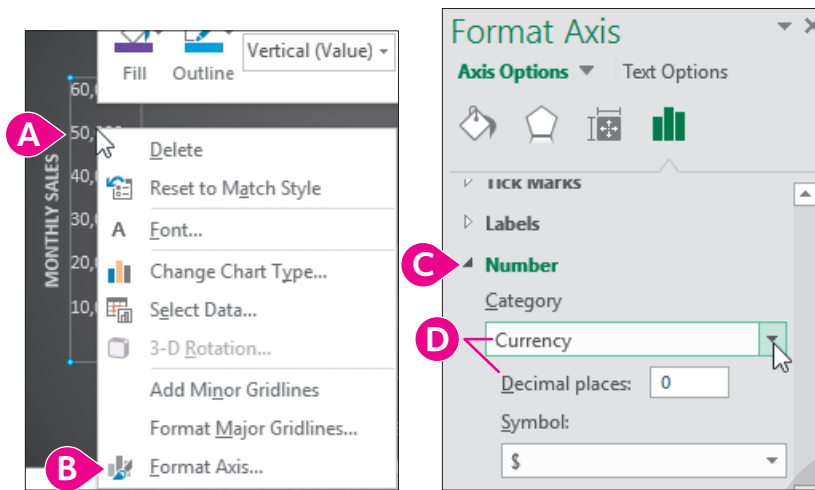 Fill Outline Vertical (Value)
60,
A 50,
40,
30,
20,
10,
MONTHLY SALES
Delete
Reset to Match Style
A Font...
Change Chart Type...
Select Data...
3-D Rotation...
Add Minor Gridlines
Format Major Gridlines...
B Format Axis...
Format Axis
Axis Options Text Options
TICK MARKS
Labels
C Number
Category
D Currency
Decimal places: 0
Symbol:
$